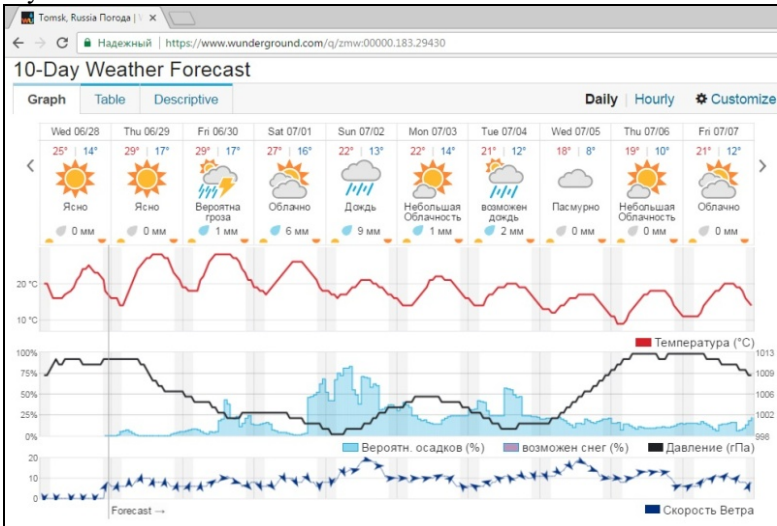 Tomsk, Russia Погода |
Надежный | https://www.wunderground.com/q/zmw:00000.183.29430
10-Day Weather Forecast
Graph Table Descriptive Daily Hourly Customize
Wed 06/28 Thu 06/29 Fri 06/30 Sat 07/01 Sun 07/02 Mon 07/03 Tue 07/04 Wed 07/05 Thu 07/06 Fri 07/07
25° | 14° 29° | 17° 29° | 17° 27° | 16° 22° | 13° 22° | 14° 21° | 12° 18° | 8° 19° | 10° 21° | 12°
Ясно Ясно Вероятна гроза Облачно Дождь Небольшая Облачность возможен дождь Пасмурно Небольшая Облачность Облачно
0 мм 0 мм 1 мм 6 мм 9 мм 1 мм 2 мм 0 мм 0 мм 0 мм
20 °C
10 °C
Температура (°C)
100% 1013
75% 1009
50% 1006
25% 1002
0% 998
Вероятн. осадков (%) возможен снег (%) Давление (гПа)
20
10
0
Forecast →
Скорость Ветра